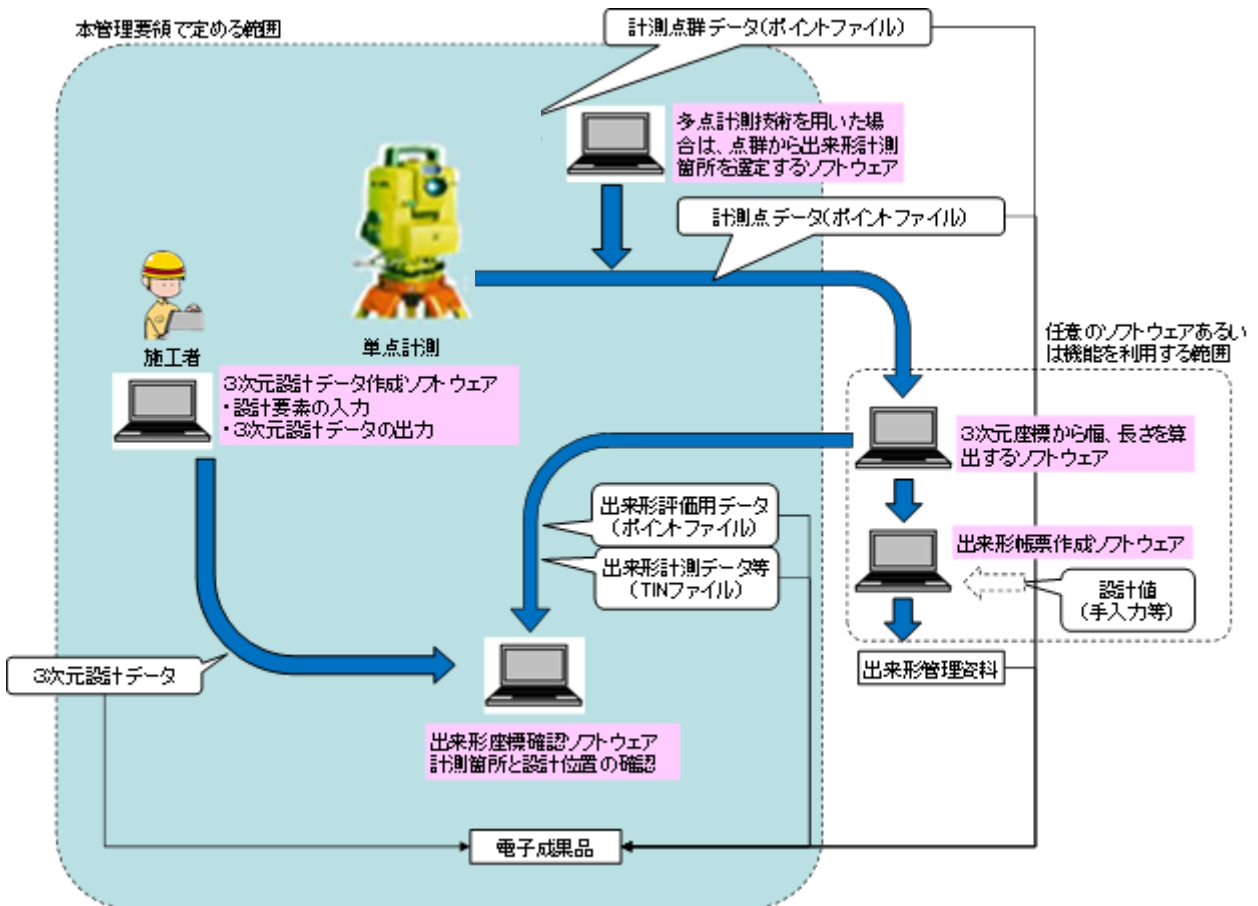 本管理要領で定める範囲
計測点群データ(ポイントファイル)
多点計測技術を用いた場
合は、点群から出来形計測
箇所を選定するソフトウェア
計測点データ(ポイントファイル)
施工者
単点計測
任意のソフトウェアあるい
は機能を利用する範囲
3次元設計データ作成ソフトウェア
・設計要素の入力
・3次元設計データの出力
3次元座標から幅、長さを算
出するソフトウェア
出来形評価用データ
(ポイントファイル)
出来形計測データ等
(TINファイル)
出来形帳票作成ソフトウェア
設計値
(手入力等)
3次元設計データ
出来形管理資料
出来形座標確認ソフトウェア
計測箇所と設計位置の確認
電子成果品